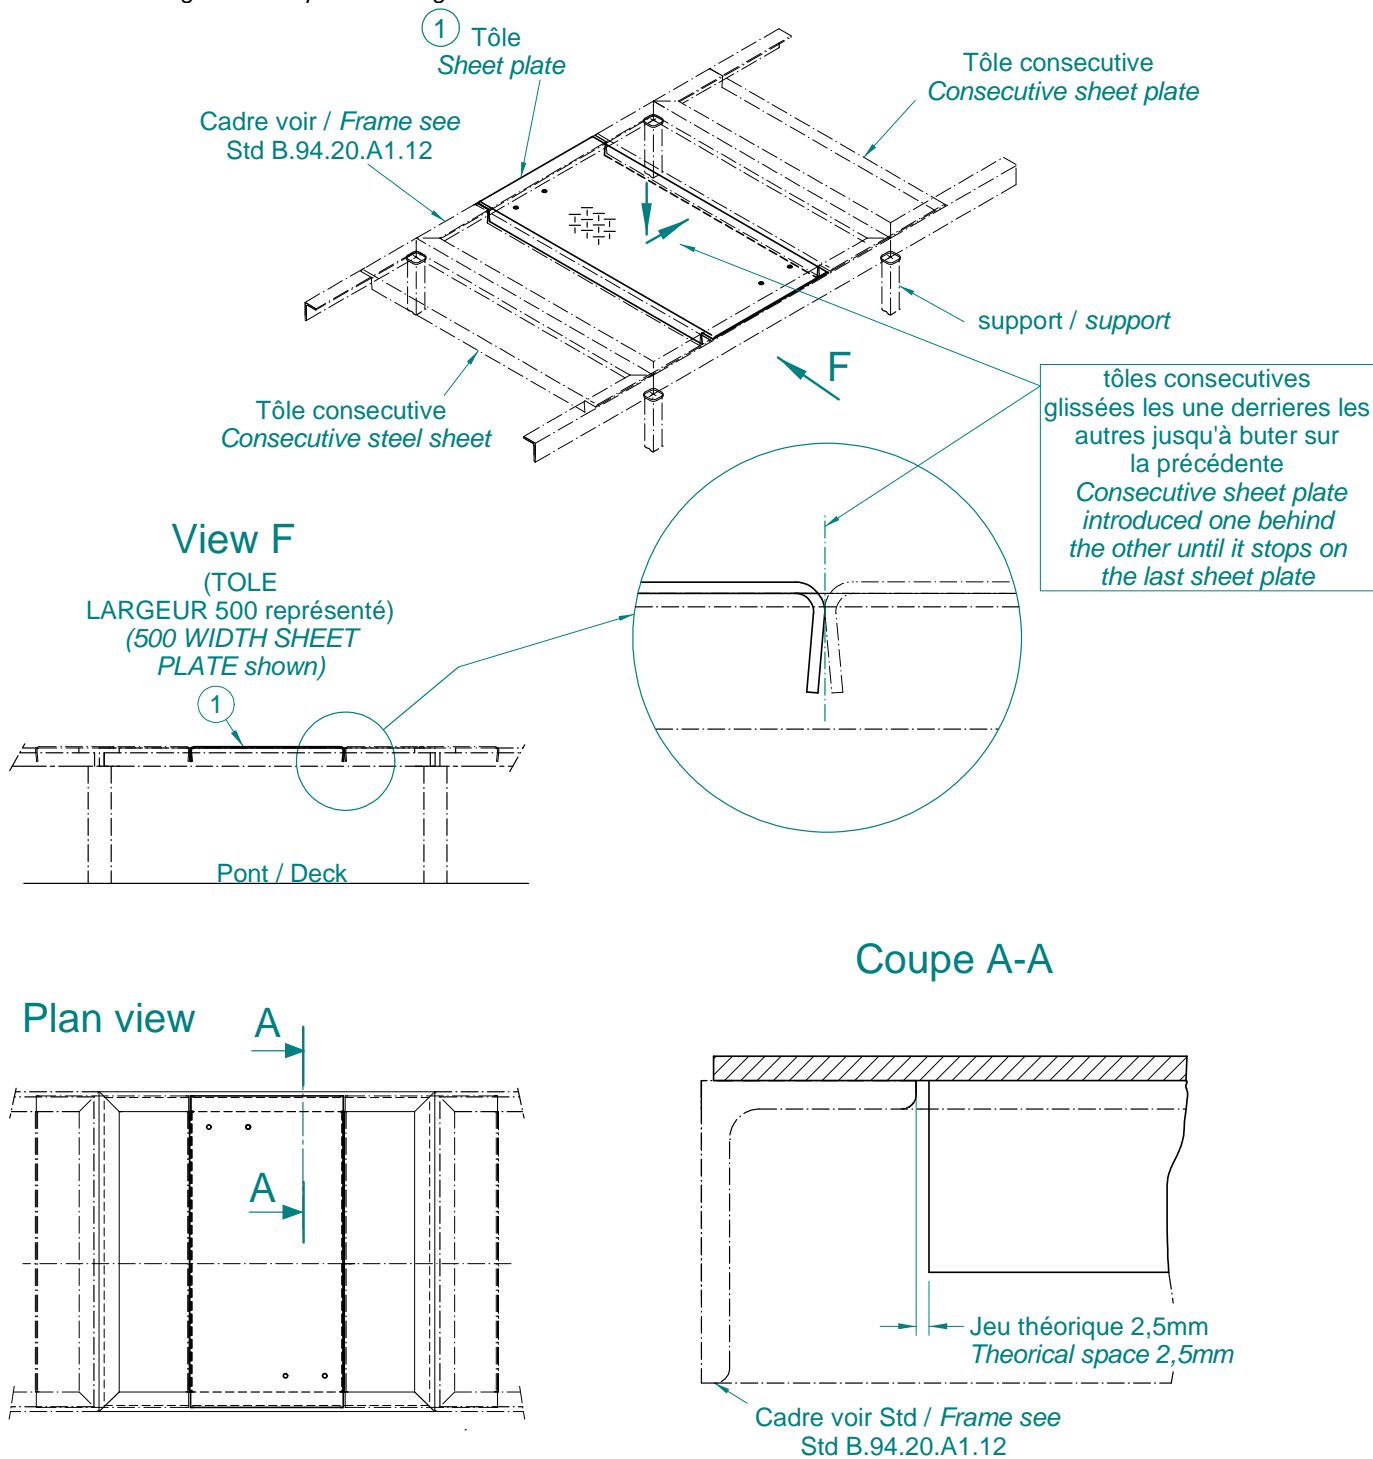 1
Tôle
Sheet plate
Tôle consecutive
Consecutive sheet plate
Cadre voir / Frame see
Std B.94.20.A1.12
support / support
F
tôles consecutives
glissées les une derrieres les
autres jusqu'à buter sur
la précédente
Consecutive sheet plate
introduced one behind
the other until it stops on
the last sheet plate
Tôle consecutive
Consecutive steel sheet
View F
(TOLE
LARGEUR 500 représenté)
(500 WIDTH SHEET
PLATE shown)
1
Pont / Deck
Coupe A-A
Plan view
A
A
Jeu théorique 2,5mm
Theorical space 2,5mm
Cadre voir Std / Frame see
Std B.94.20.A1.12